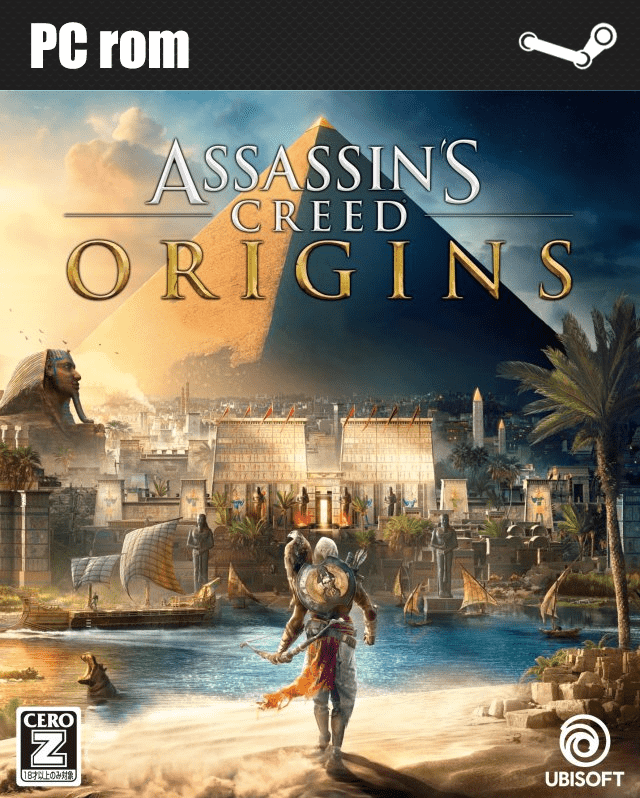 PC rom
ASSASSIN'S
CREED®
ORIGINS
CERO
Z
18才以上のみ対象
UBISOFT